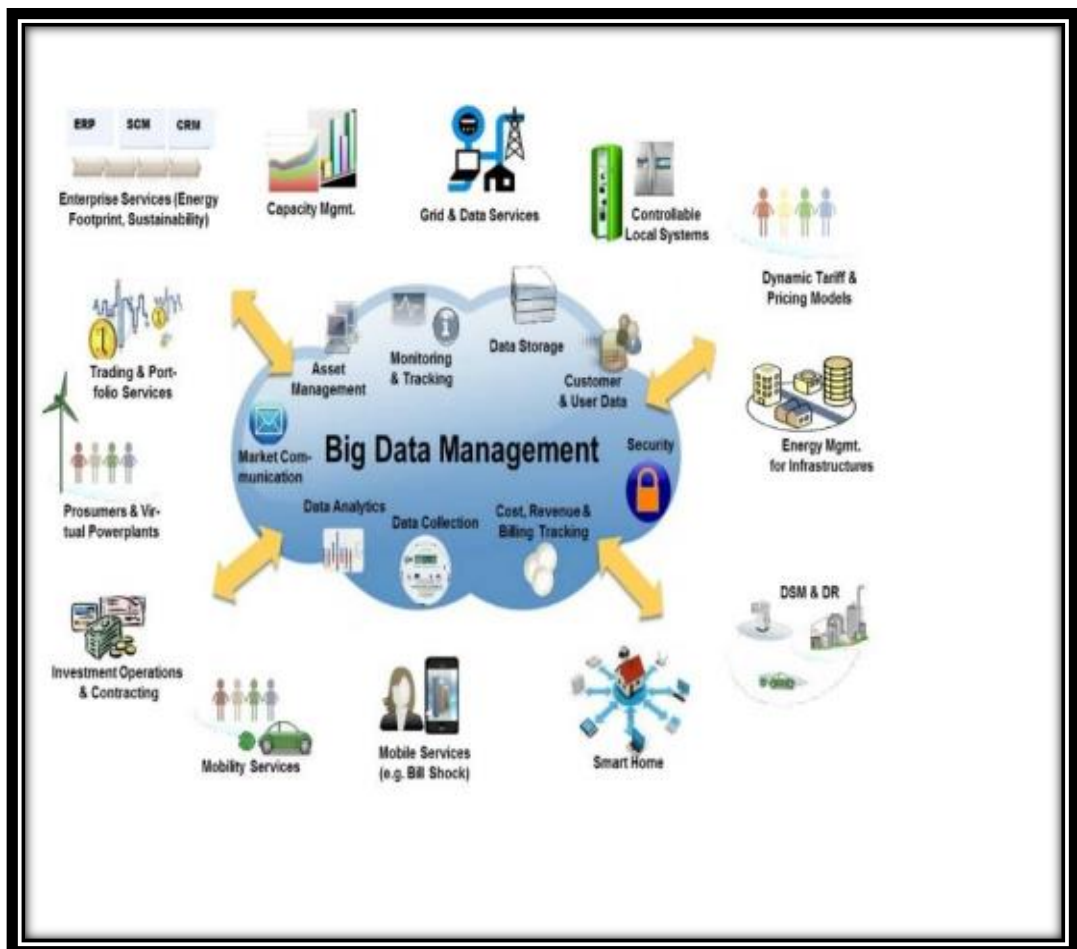 ERP SCM CRM
Enterprise Services (Energy
Footprint, Sustainability)
Capacity Mgmt.
Grid & Data Services
Controllable
Local Systems
Dynamic Tariff &
Pricing Models
Trading & Port-
folio Services
Asset
Management
Monitoring
& Tracking
Data Storage
Customer
& User Data
Market Com-
munication
Big Data Management
Security
Energy Mgmt.
for Infrastructures
Prosumers & Vir-
tual Powerplants
Data Analytics
Data Collection
Cost, Revenue &
Billing Tracking
DSM & DR
Investment Operations
& Contracting
Mobility Services
Mobile Services
(e.g. Bill Shock)
Smart Home